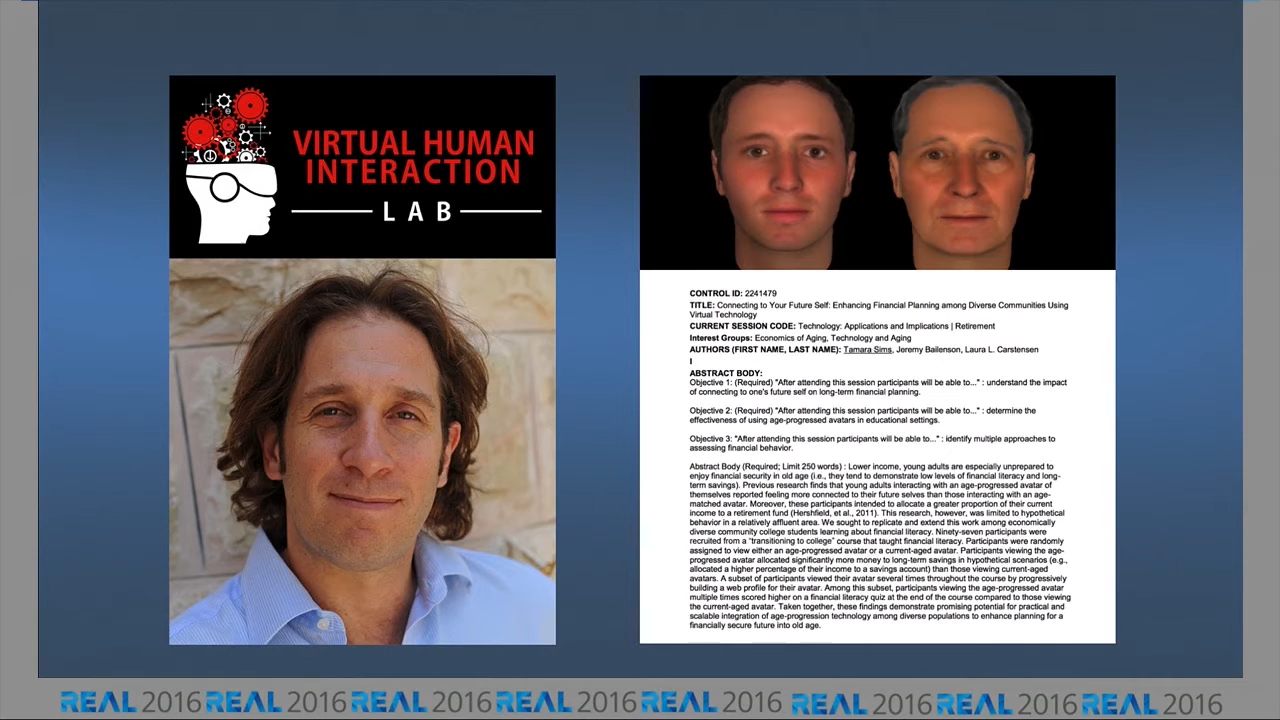 VIRTUAL HUMAN
INTERACTION
LAB
CONTROL ID: 2241479
TITLE: Connecting to Your Future Self: Enhancing Financial Planning among Diverse Communities Using
Virtual Technology
CURRENT SESSION CODE: Technology: Applications and Implications | Retirement
Interest Groups: Economics of Aging, Technology and Aging
AUTHORS (FIRST NAME, LAST NAME): Tamara Sims, Jeremy Bailenson, Laura L. Carstensen
I
ABSTRACT BODY:
Objective 1: (Required) "After attending this session participants will be able to..." : understand the impact
of connecting to one's future self on long-term financial planning.
Objective 2: (Required) "After attending this session participants will be able to..." : determine the
effectiveness of using age-progressed avatars in educational settings.
Objective 3: "After attending this session participants will be able to..." : identify multiple approaches to
assessing financial behavior.
Abstract Body (Required; Limit 250 words) : Lower income, young adults are especially unprepared to
enjoy financial security in old age (i.e., they tend to demonstrate low levels of financial literacy and long-
term savings). Previous research finds that young adults interacting with an age-progressed avatar of
themselves reported feeling more connected to their future selves than those interacting with an age-
matched avatar. Moreover, these participants intended to allocate a greater proportion of their current
income to a retirement fund (Hershfield, et al., 2011). This research, however, was limited to hypothetical
behavior in a relatively affluent area. We sought to replicate and extend this work among economically
diverse community college students learning about financial literacy. Ninety-seven participants were
recruited from a "transitioning to college" course that taught financial literacy. Participants were randomly
assigned to view either an age-progressed avatar or a current-aged avatar. Participants viewing the age-
progressed avatar allocated significantly more money to long-term savings in hypothetical scenarios (e.g.,
allocated a higher percentage of their income to a savings account) than those viewing current-aged
avatars. A subset of participants viewed their avatar several times throughout the course by progressively
building a web profile for their avatar. Among this subset, participants viewing the age-progressed avatar
multiple times scored higher on a financial literacy quiz at the end of the course compared to those viewing
the current-aged avatar. Taken together, these findings demonstrate promising potential for practical and
scalable integration of age-progression technology among diverse populations to enhance planning for a
financially secure future into old age.
REAL 2016 REAL 2016 REAL 2016 REAL 2016 REAL 2016 REAL 2016 REAL 2016 REAL 2016